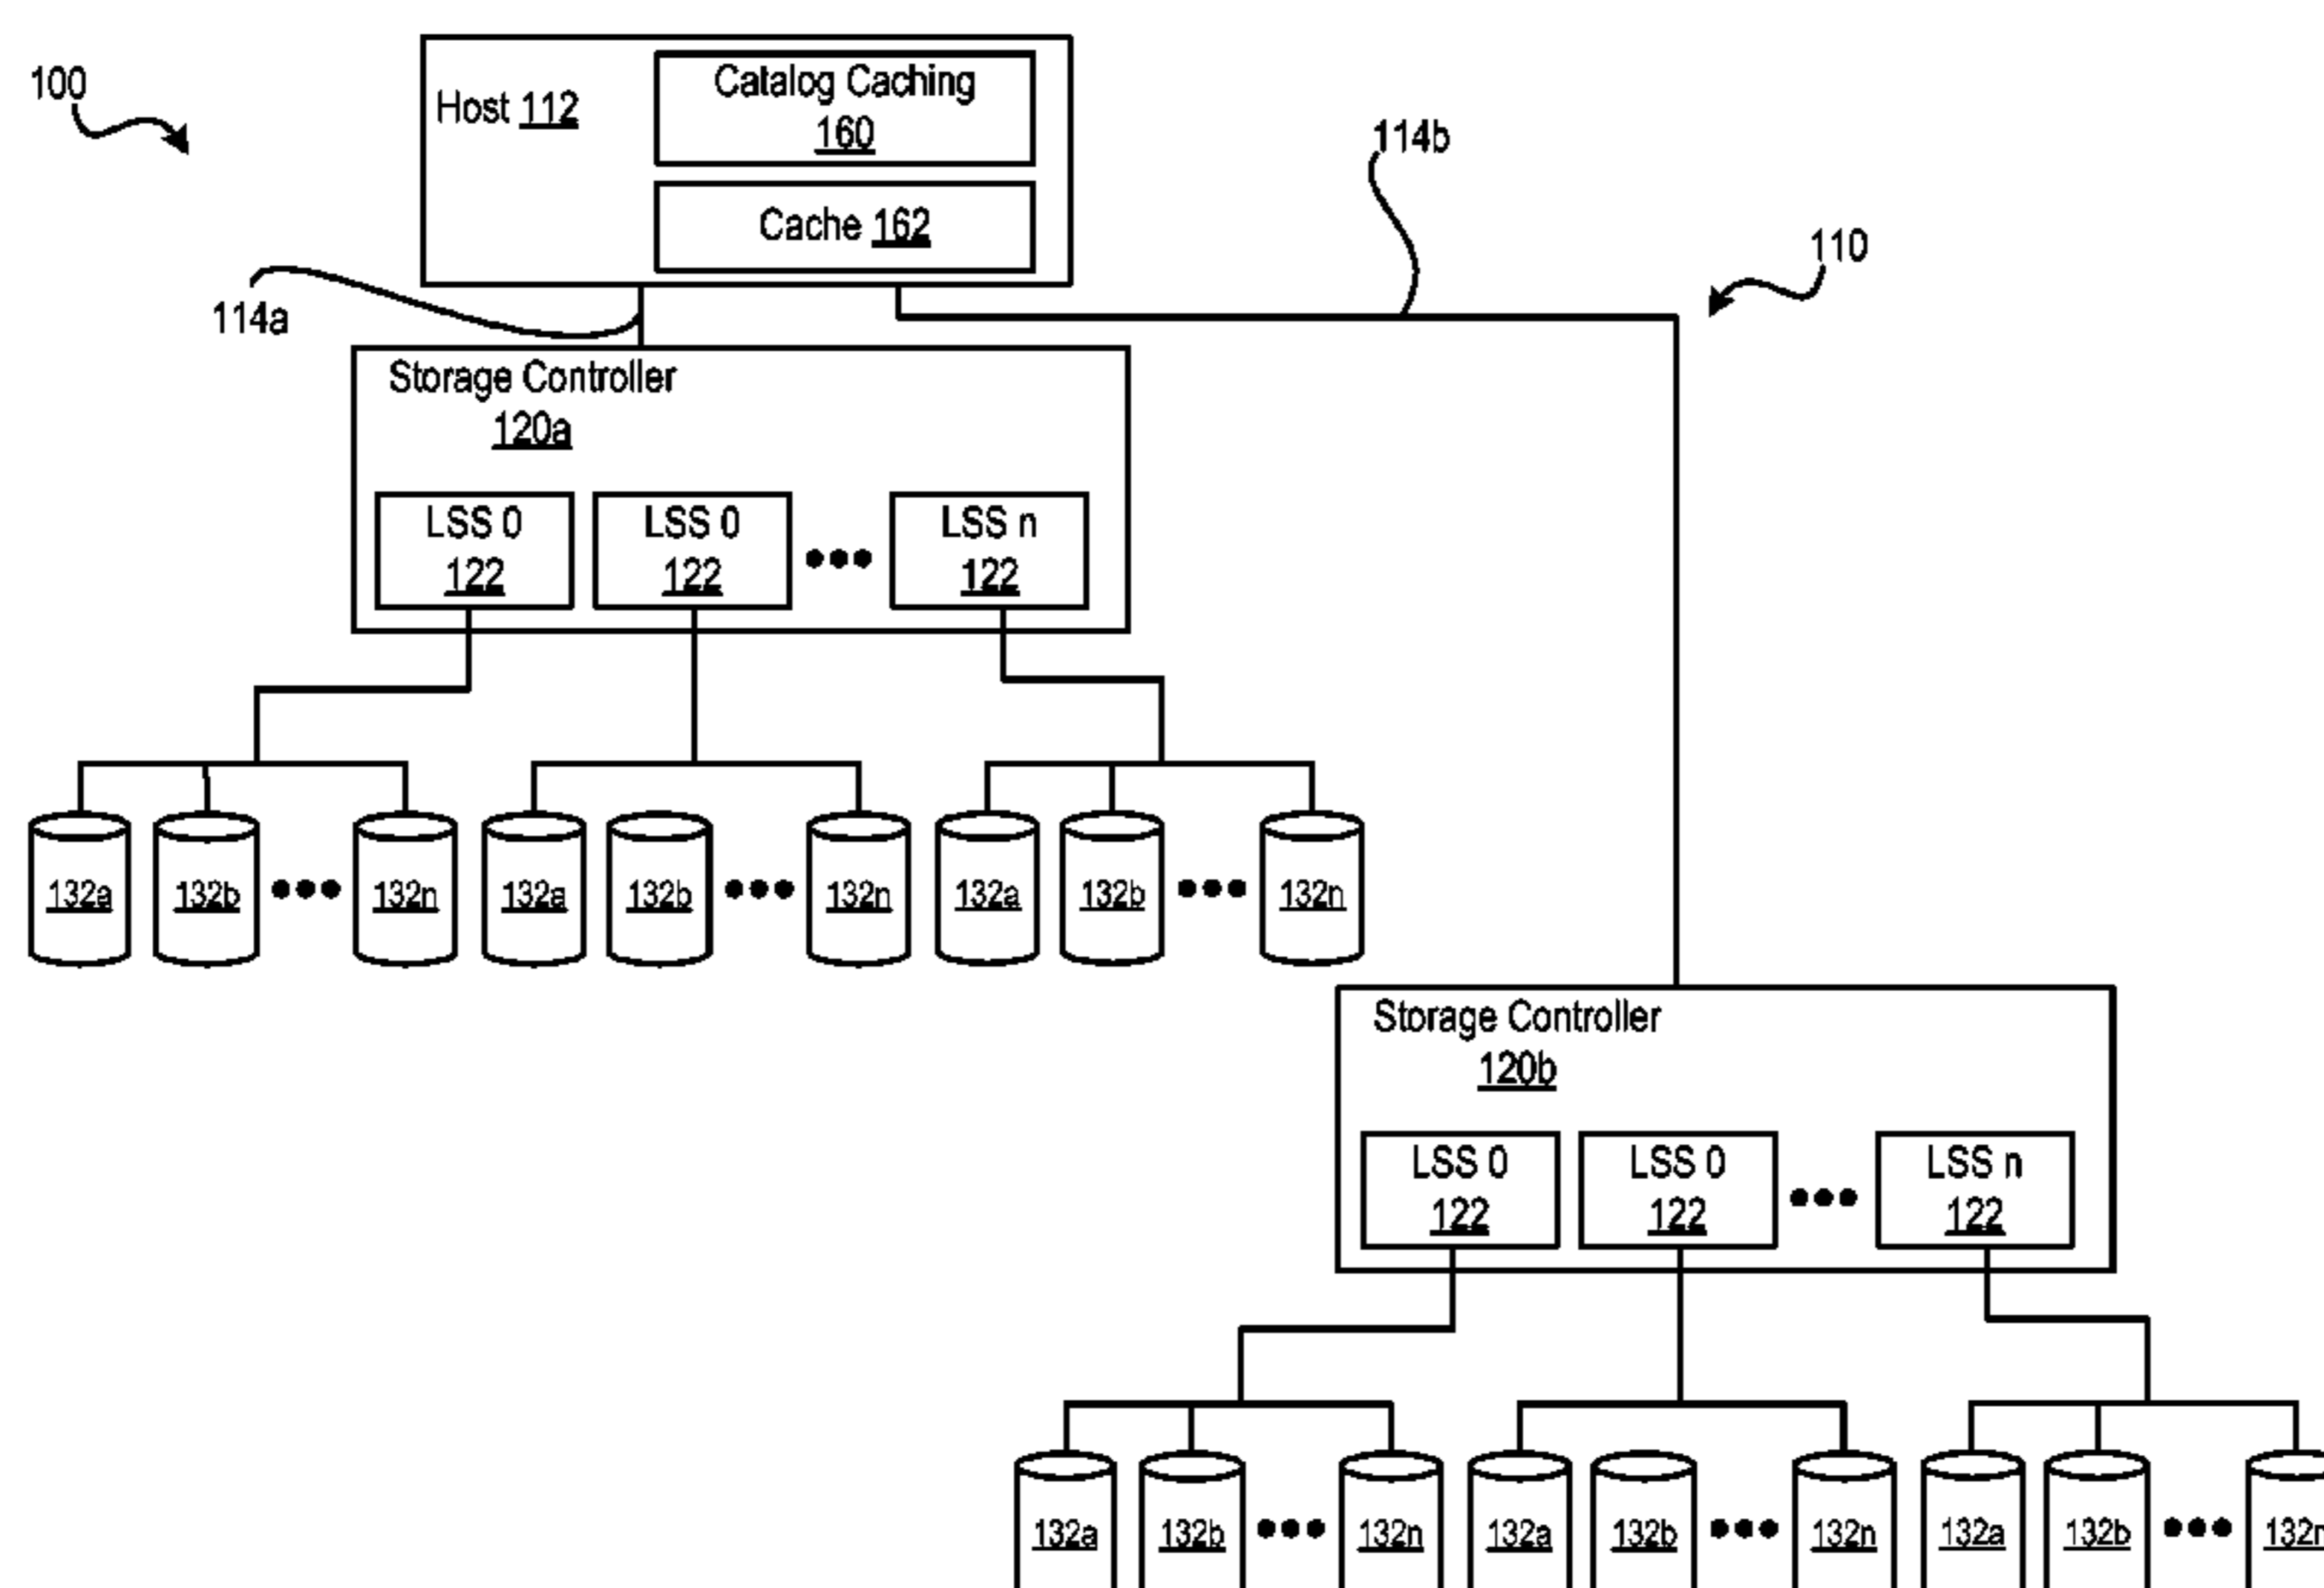 100
Host 112
Catalog Caching
160
Cache 162
114b
110
114a
Storage Controller
120a
LSS 0
122
LSS 0
122
LSS n
122
132a
132b
132n
132a
132b
132n
132a
132b
132n
Storage Controller
120b
LSS 0
122
LSS 0
122
LSS n
122
132a
132b
132n
132a
132b
132n
132a
132b